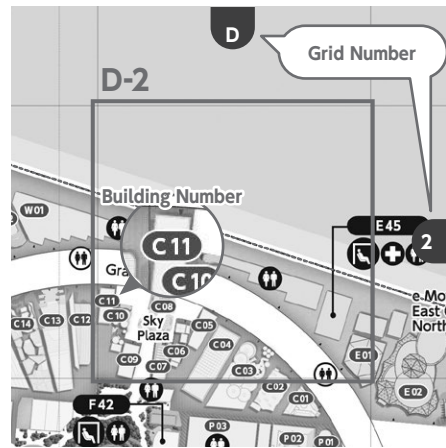 D
Grid Number
D-2
Building Number
W01
C11
C10
E45
2
Gra
C11
C10
C08
Sky
Plaza
C14
C13
C12
C05
C04
C06
C09
C07
C03
C02
C01
E01
E02
e-Mo
East
North
F42
P03
P02
P01